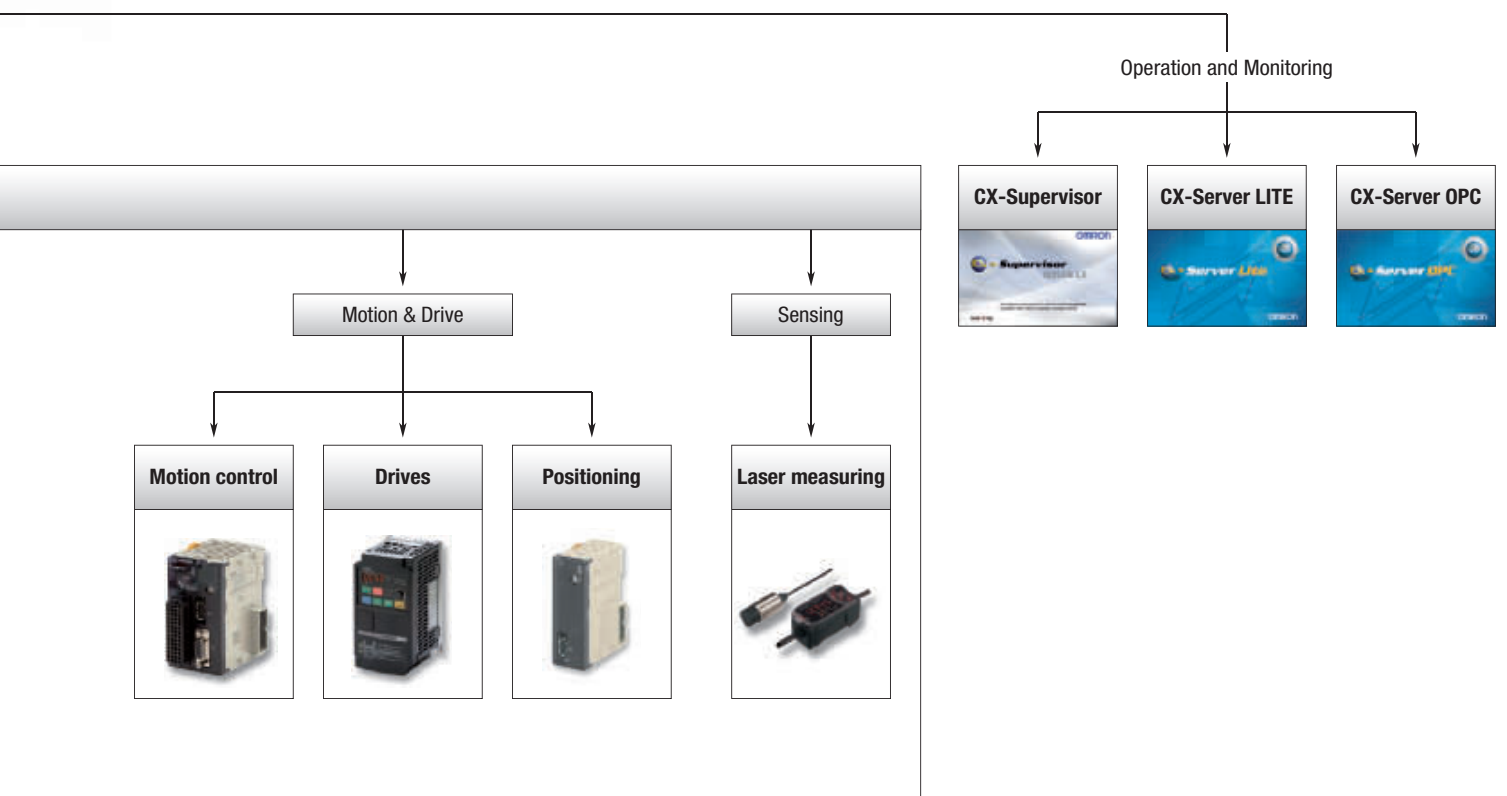 Operation and Monitoring
CX-Supervisor
CX-Server LITE
CX-Server OPC
OMRON
Supervisor
Server Lite
Server OPC
OMRON
OMRON
Motion & Drive
Sensing
Motion control
Drives
Positioning
Laser measuring